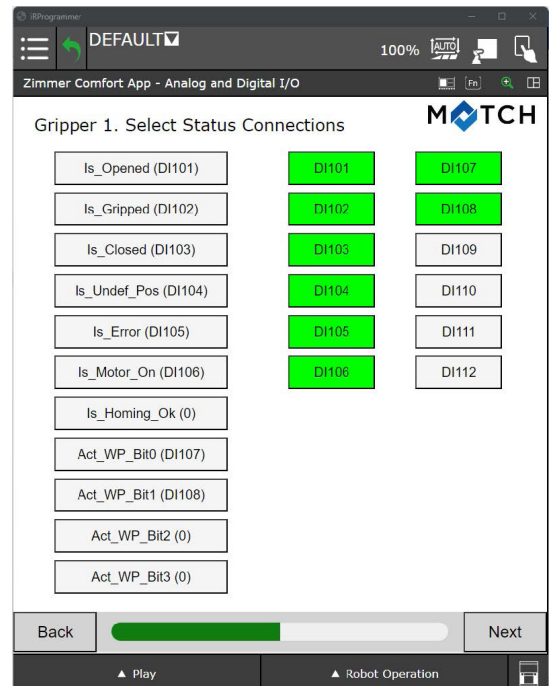 iRProgrammer
DEFAULT
100% AUTO
Zimmer Comfort App - Analog and Digital I/O
Fn
MATCH
Gripper 1. Select Status Connections
Is_Opened (DI101) DI101 DI107
Is_Gripped (DI102) DI102 DI108
Is_Closed (DI103) DI103 DI109
Is_Undef_Pos (DI104) DI104 DI110
Is_Error (DI105) DI105 DI111
Is_Motor_On (DI106) DI106 DI112
Is_Homing_Ok (0)
Act_WP_Bit0 (DI107)
Act_WP_Bit1 (DI108)
Act_WP_Bit2 (0)
Act_WP_Bit3 (0)
Back Next
▲ Play ▲ Robot Operation